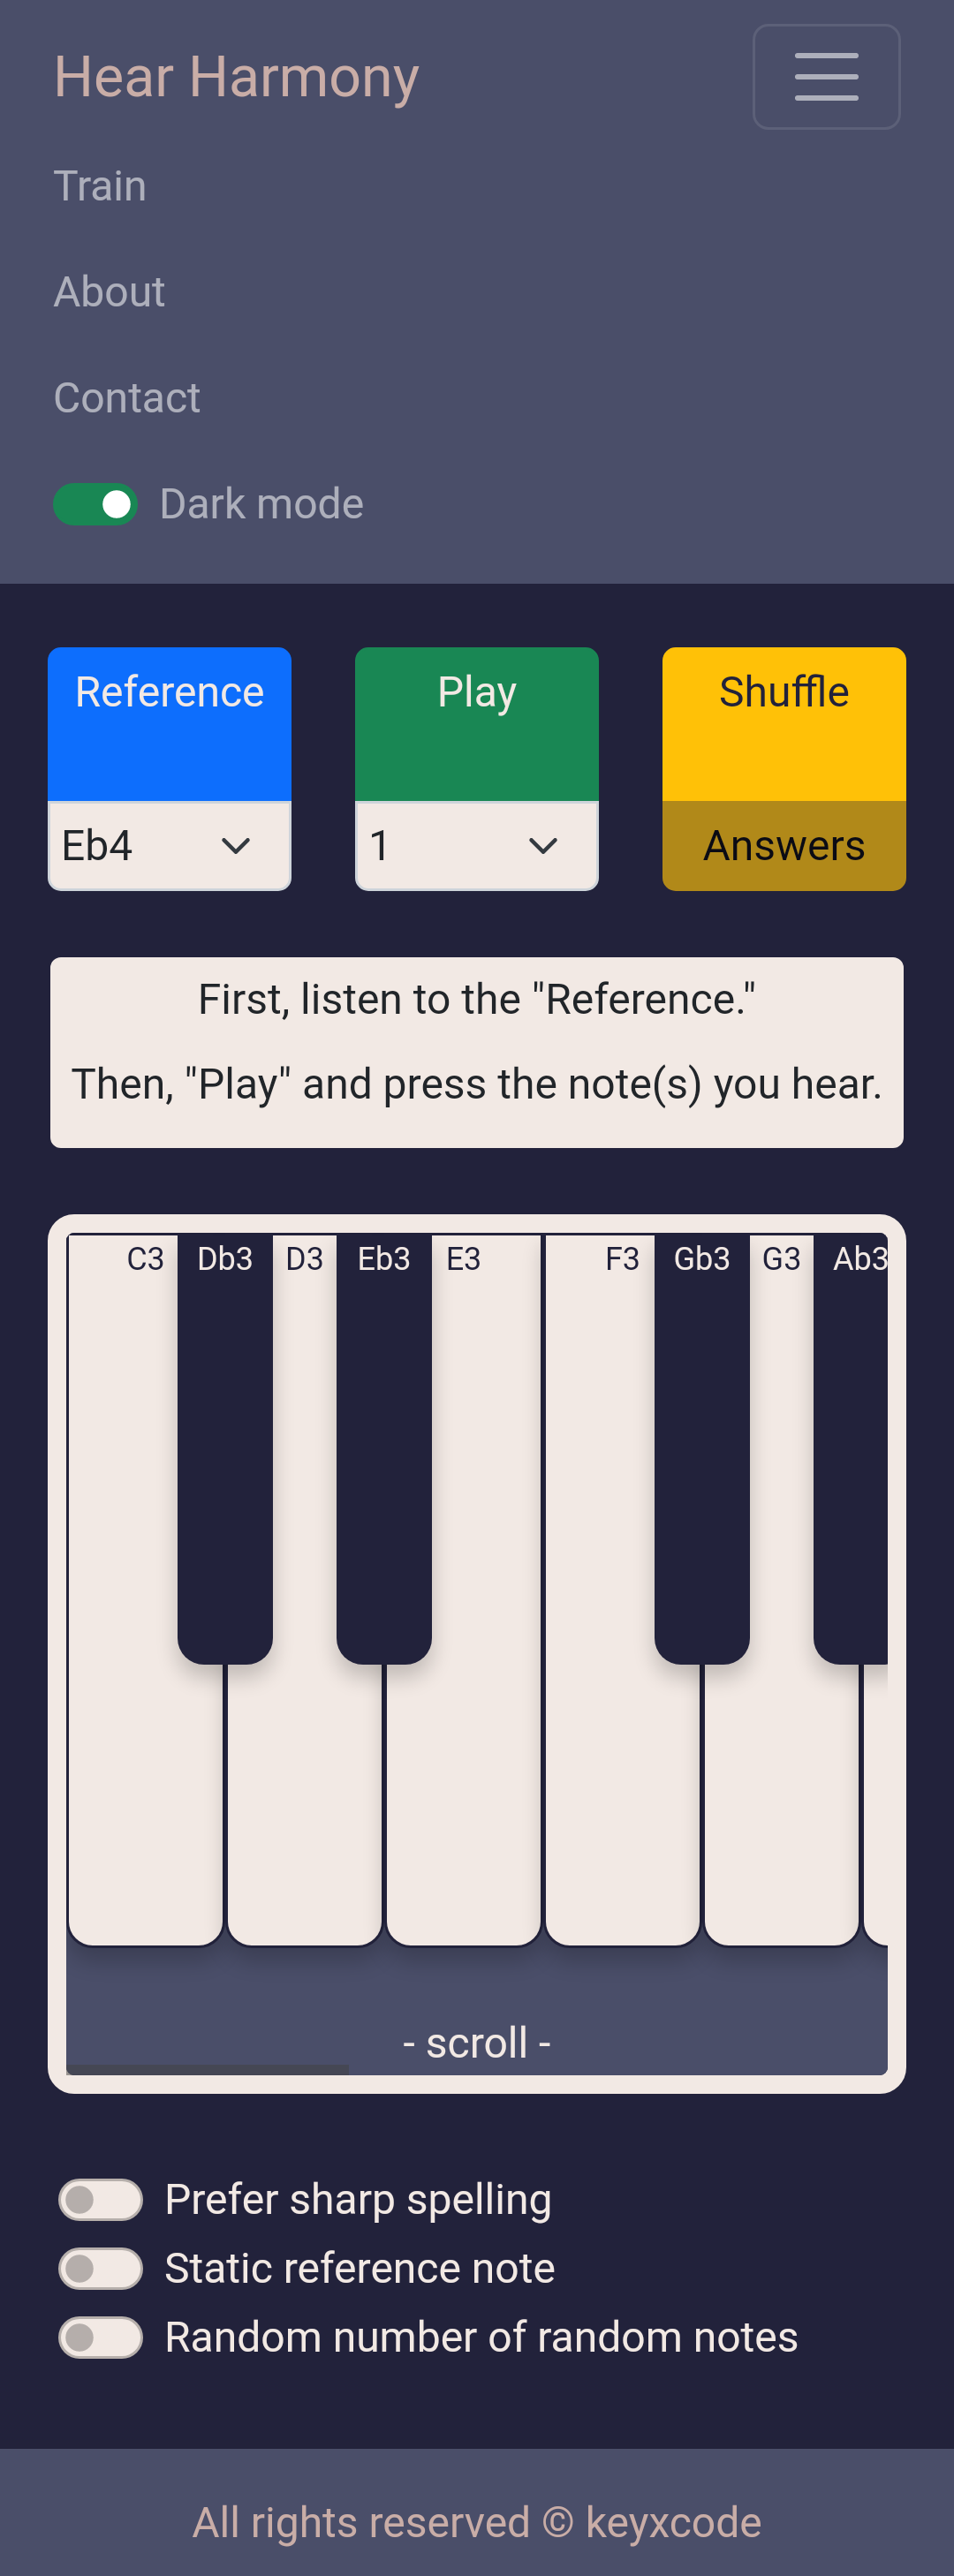 Hear Harmony
Train
About
Contact
Dark mode
Reference Play Shuffle
Eb4 1 Answers
First, listen to the "Reference."
Then, "Play" and press the note(s) you hear.
C3 Db3 D3 Eb3 E3 F3 Gb3 G3 Ab3
- scroll -
Prefer sharp spelling
Static reference note
Random number of random notes
All rights reserved © keyxcode